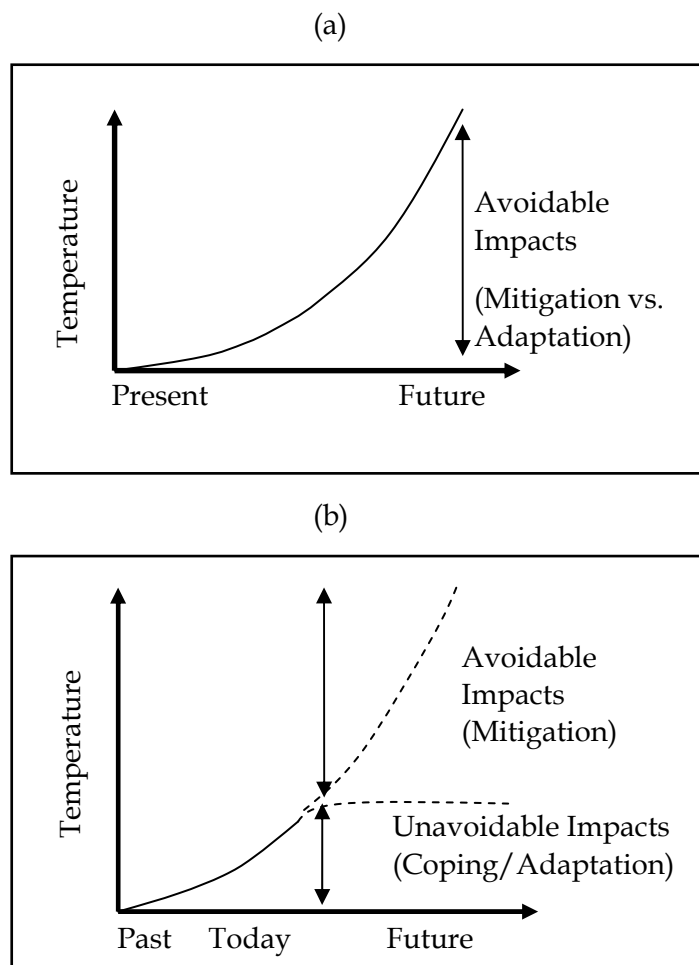 (a)
Temperature
Avoidable
Impacts
(Mitigation vs.
Adaptation)
Present Future
(b)
Temperature
Avoidable
Impacts
(Mitigation)
Unavoidable Impacts
(Coping/Adaptation)
Past Today Future